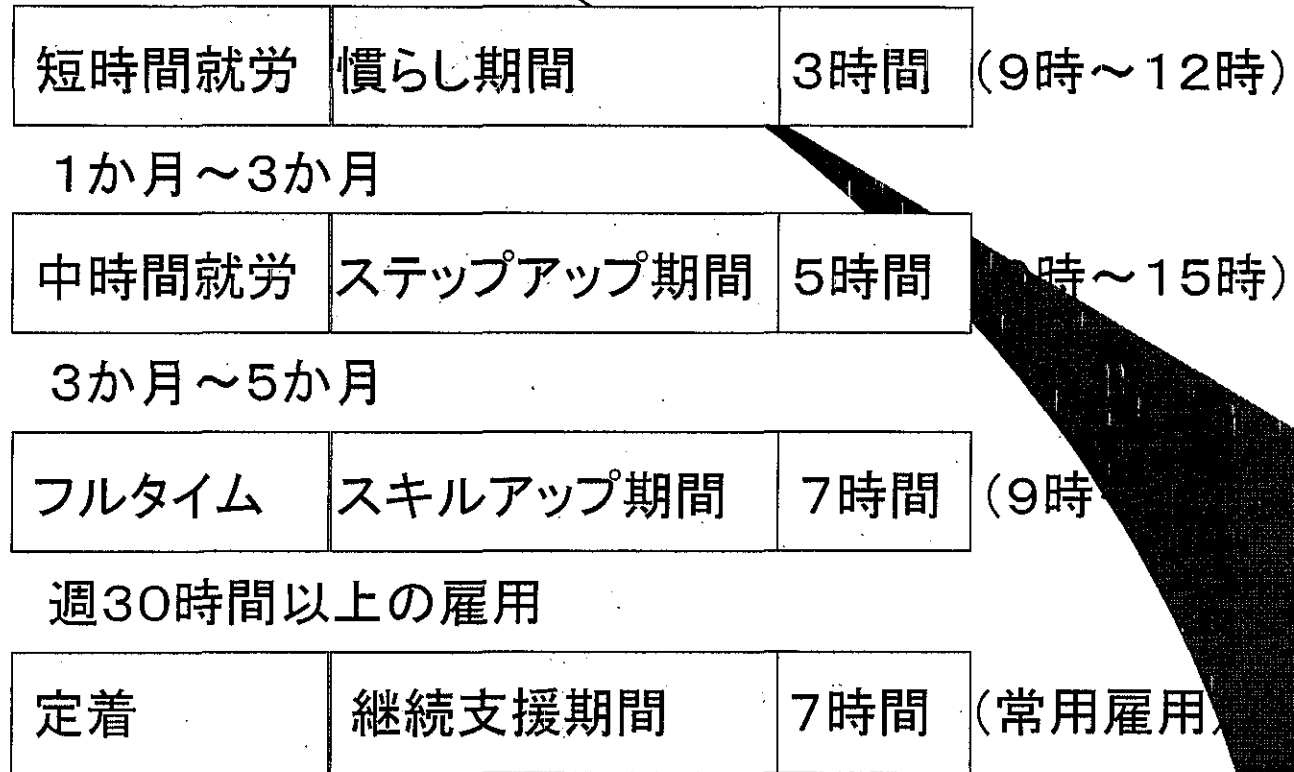 短時間就労 慣らし期間 3時間 (9時～12時)
1か月～3か月
中時間就労 ステップアップ期間 5時間 時～15時)
3か月～5か月
フルタイム スキルアップ期間 7時間 (9時
週30時間以上の雇用
定着 継続支援期間 7時間 (常用雇用